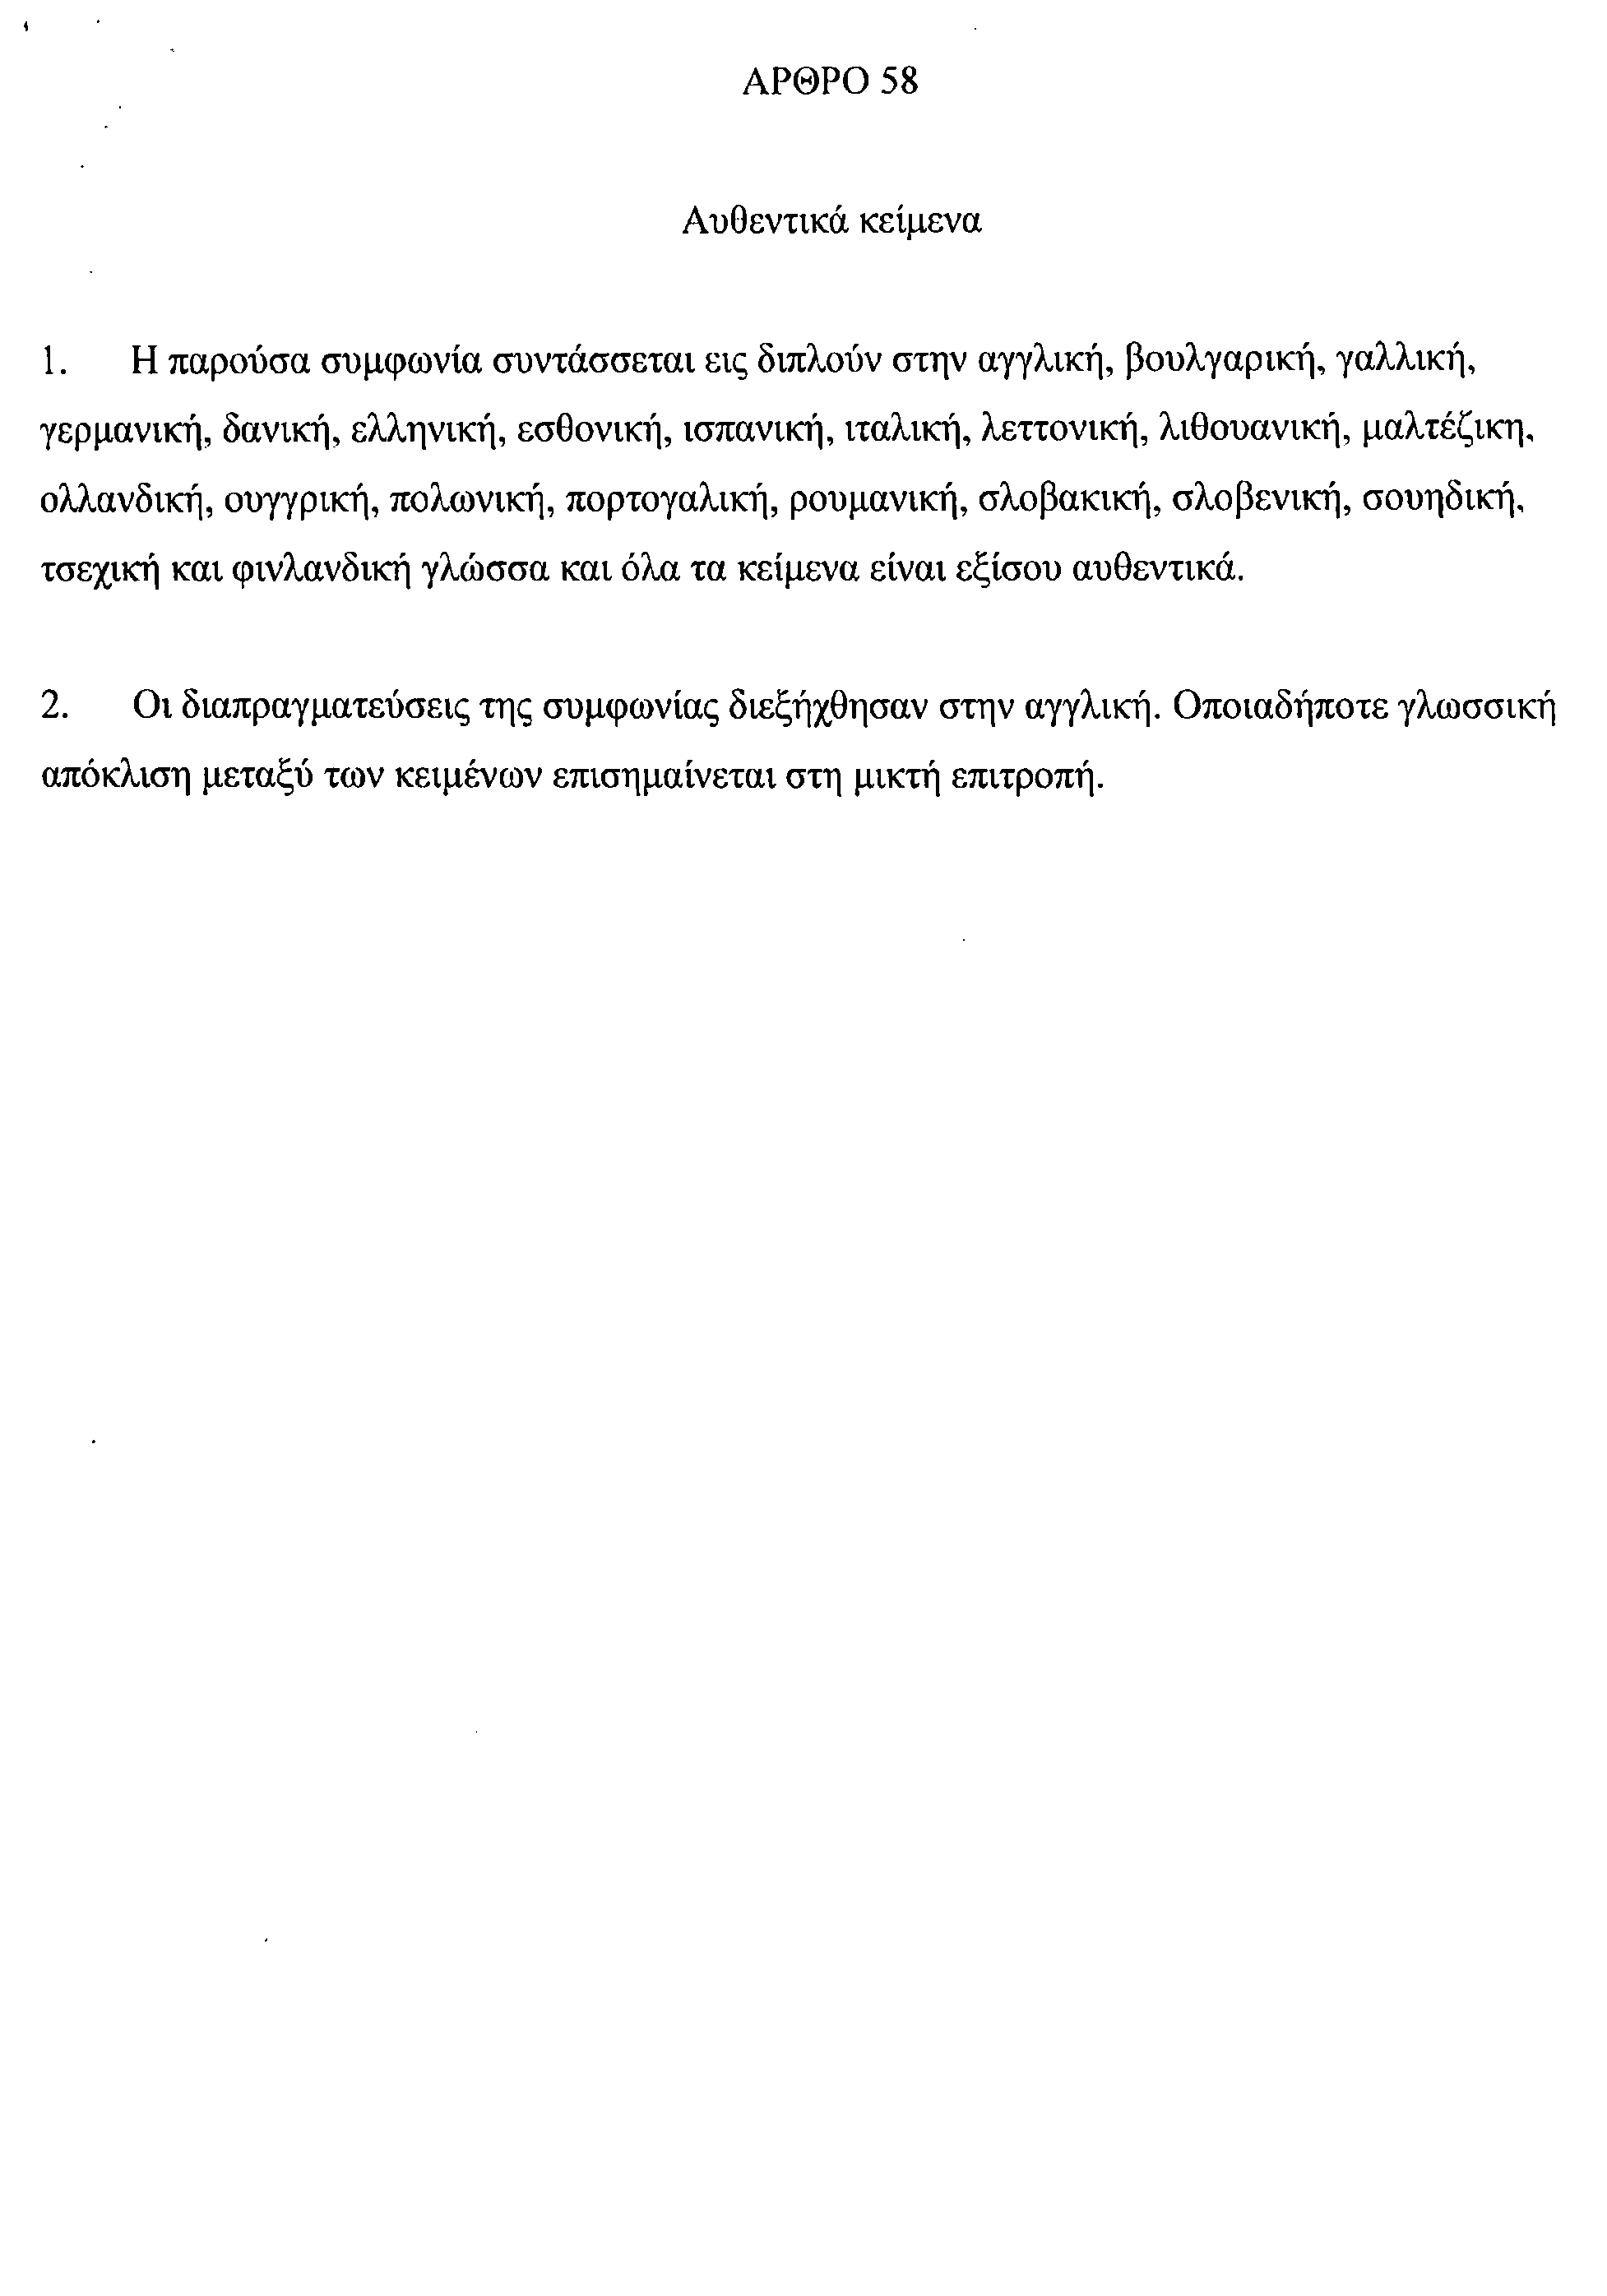 ΑΡΘΡΟ 58
Αυθεντικά κείμενα
1. Η παρούσα συμφωνία συντάσσεται εις διπλούν στην αγγλική, βουλγαρική, γαλλική,
γερμανική, δανική, ελληνική, εσθονική, ισπανική, ιταλική, λεττονική, λιθουανική, μαλτέζικη,
ολλανδική, ουγγρική, πολωνική, πορτογαλική, ρουμανική, σλοβακική, σλοβενική, σουηδική,
τσεχική και φινλανδική γλώσσα και όλα τα κείμενα είναι εξίσου αυθεντικά.
2. Οι διαπραγματεύσεις της συμφωνίας διεξήχθησαν στην αγγλική. Οποιαδήποτε γλωσσική
απόκλιση μεταξύ των κειμένων επισημαίνεται στη μικτή επιτροπή.